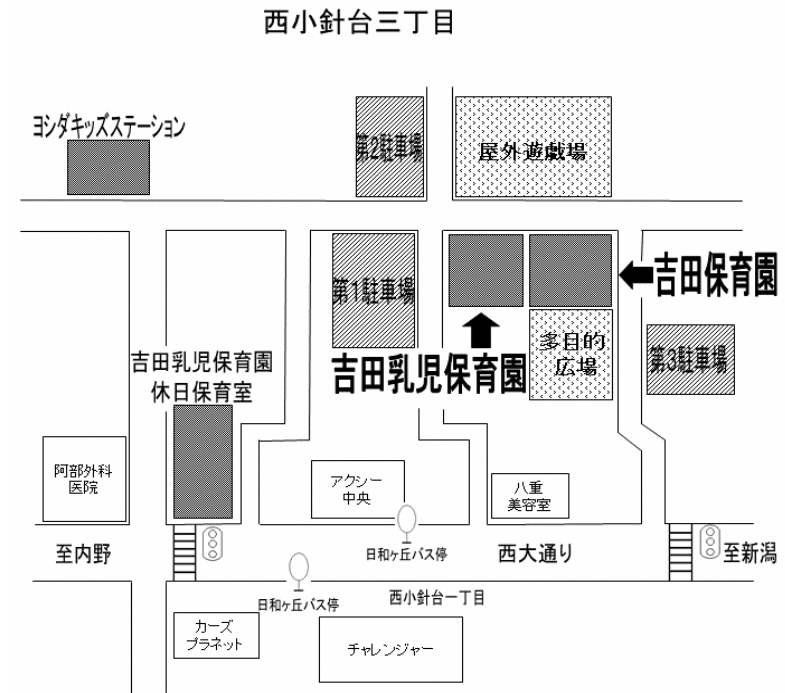 西小針台三丁目
ヨシダキッズステーション
第2駐車場
屋外遊戯場
第1駐車場
吉田保育園
吉田乳児保育園
多目的
広場
第3駐車場
吉田乳児保育園
休日保育室
阿部外科
医院
アクシー
中央
八重
美容室
至内野
日和ヶ丘バス停
西大通り
至新潟
日和ヶ丘バス停
西小針台一丁目
カーズ
プラネット
チャレンジャー